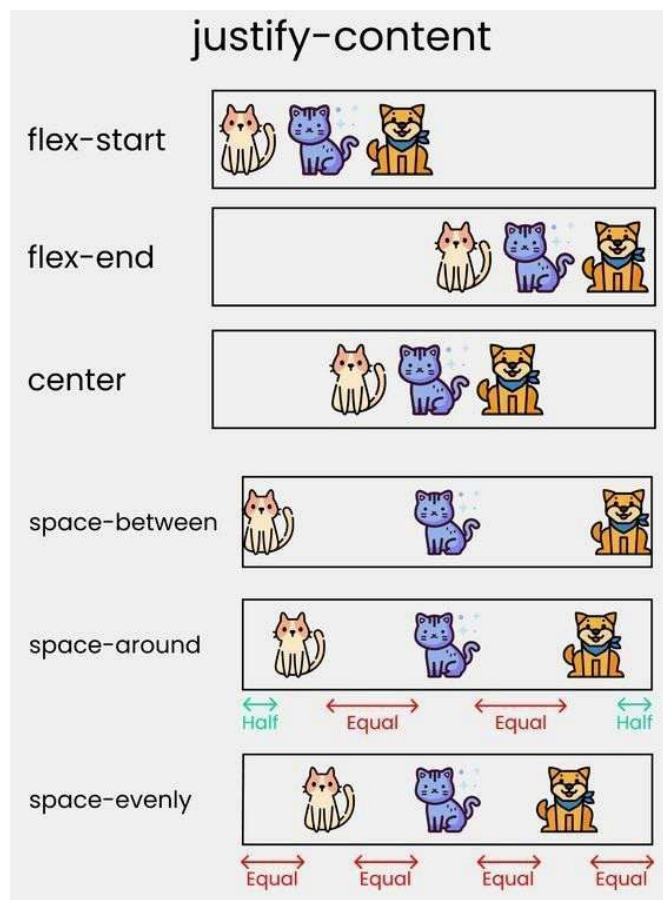 justify-content
flex-start
flex-end
center
space-between
space-around
Half Equal Equal Half
space-evenly
Equal Equal Equal Equal